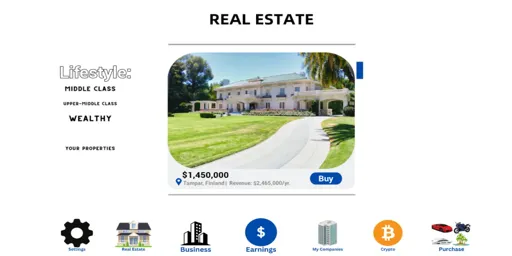 REAL ESTATE
Lifestyle:
MIDDLE CLASS
UPPER-MIDDLE CLASS
WEALTHY
YOUR PROPERTIES
$1,450,000
Tampar, Finland| Revenue: $2,465,000/yr.
Buy
$
Settings
Real Estate
Business
Earnings
My Companies
Crypto
Purchase